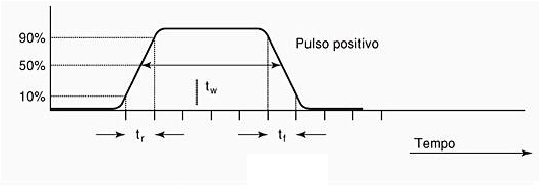 90%
Pulso positivo
50%
tw
10%
tr
tf
Tempo